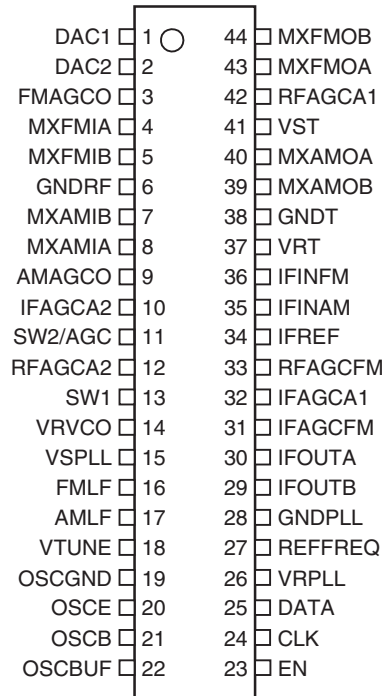 DAC1 1 44 MXFMOB
DAC2 2 43 MXFMOA
FMAGCO 3 42 RFAGCA1
MXFMIA 4 41 VST
MXFMIB 5 40 MXAMOA
GNDRF 6 39 MXAMOB
MXAMIB 7 38 GNDT
MXAMIA 8 37 VRT
AMAGCO 9 36 IFINFM
IFAGCA2 10 35 IFINAM
SW2/AGC 11 34 IFREF
RFAGCA2 12 33 RFAGCFM
SW1 13 32 IFAGCA1
VRVCO 14 31 IFAGCFM
VSPLL 15 30 IFOUTA
FMLF 16 29 IFOUTB
AMLF 17 28 GNDPLL
VTUNE 18 27 REFFREQ
OSCGND 19 26 VRPLL
OSCE 20 25 DATA
OSCB 21 24 CLK
OSCBUF 22 23 EN